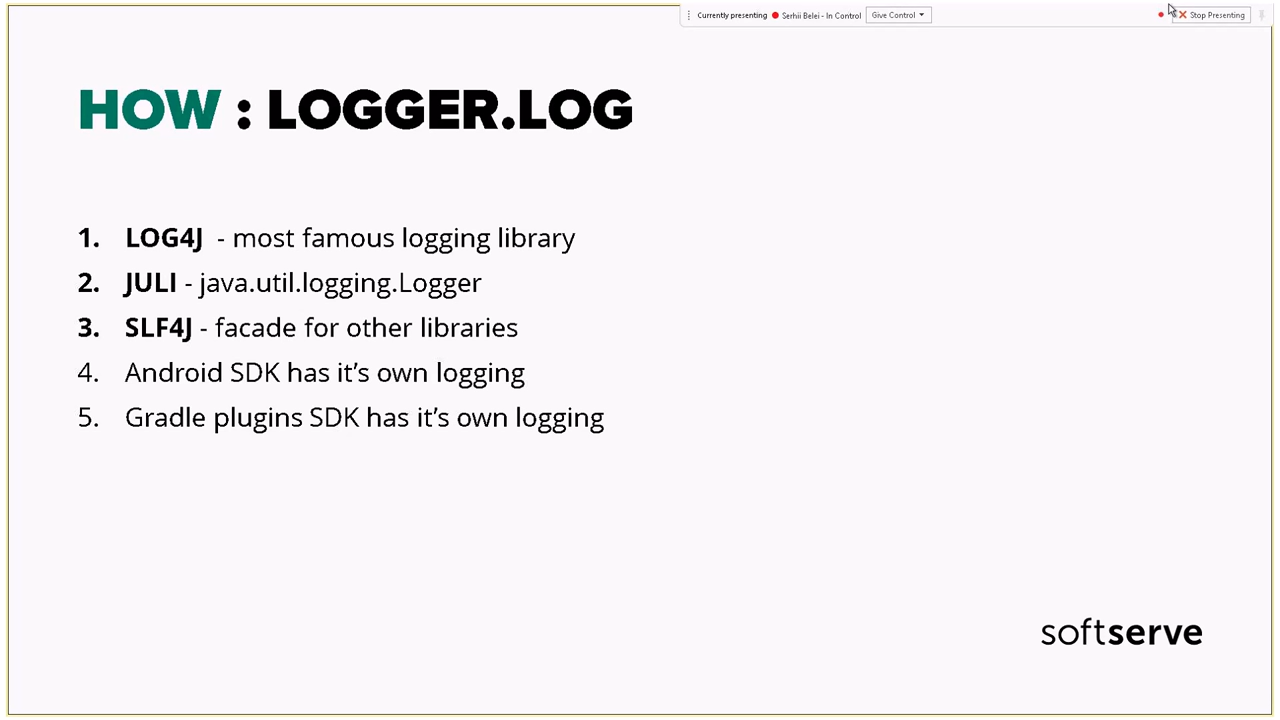 Currently presenting Serhii Belei - In Control Give Control Stop Presenting
HOW : LOGGER.LOG
1. LOG4J - most famous logging library
2. JULI - java.util.logging.Logger
3. SLF4J - facade for other libraries
4. Android SDK has it's own logging
5. Gradle plugins SDK has it's own logging
softserve